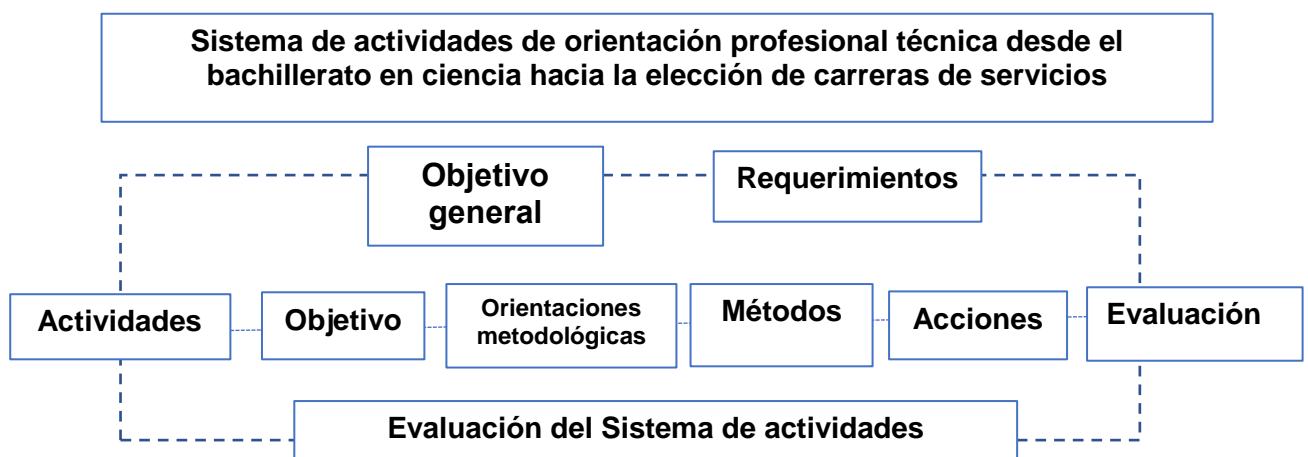 Sistema de actividades de orientación profesional técnica desde el
bachillerato en ciencia hacia la elección de carreras de servicios
Objetivo
general
Requerimientos
Actividades
Objetivo
Orientaciones
metodológicas
Métodos
Acciones
Evaluación
Evaluación del Sistema de actividades